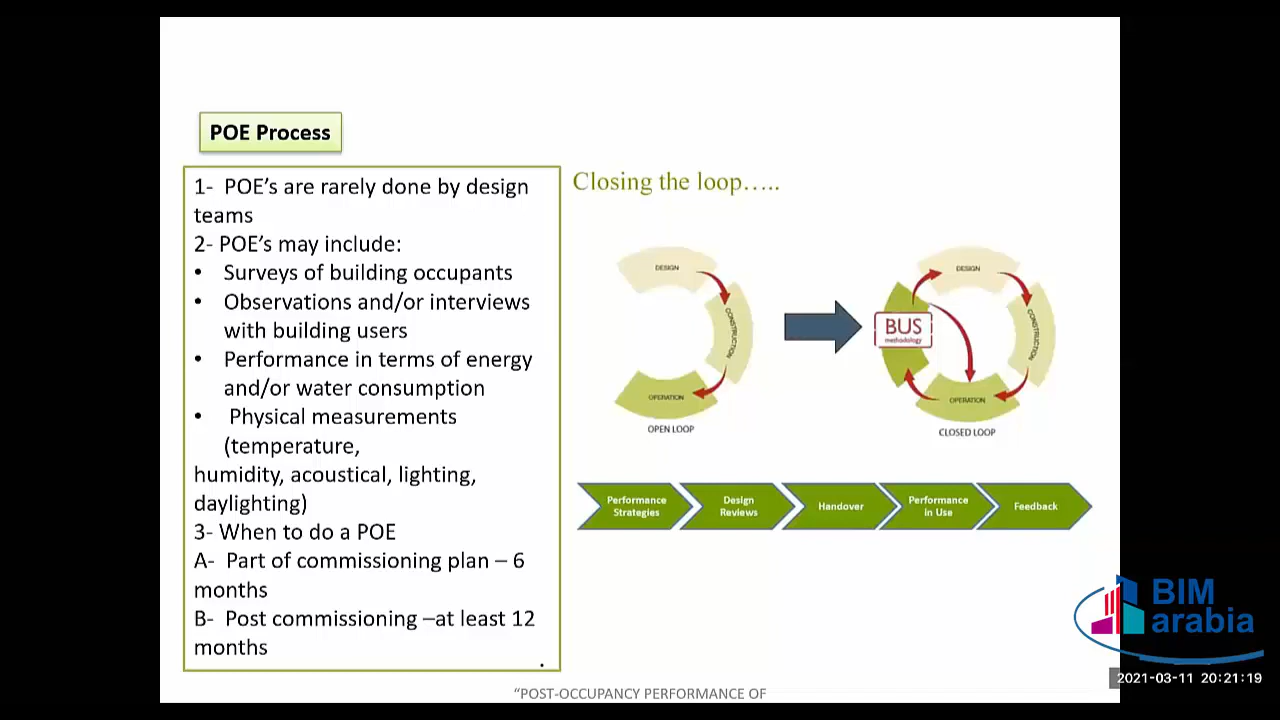 POE Process
1- POE’s are rarely done by design
teams
2- POE’s may include:
• Surveys of building occupants
• Observations and/or interviews
with building users
• Performance in terms of energy
and/or water consumption
• Physical measurements
(temperature,
humidity, acoustical, lighting,
daylighting)
3- When to do a POE
A- Part of commissioning plan – 6
months
B- Post commissioning –at least 12
months
.
Closing the loop…..
DESIGN
CONSTRUCTION
OPERATION
OPEN LOOP
DESIGN
CONSTRUCTION
OPERATION
BUS
methodology
CLOSED LOOP
Performance
Strategies
Design
Reviews
Handover
Performance
in Use
Feedback
BIM
arabia
2021-03-11 20:21:19
“POST-OCCUPANCY PERFORMANCE OF